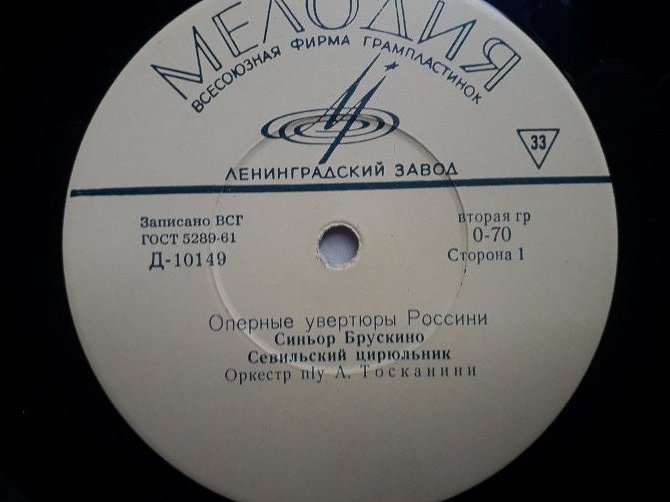 МЕЛОДИЯ
ВСЕСОЮЗНАЯ ФИРМА ГРАМПЛАСТИНОК
ЛЕНИНГРАДСКИЙ ЗАВОД
33
Записано ВСГ
ГОСТ 5289-61
Д-10149
вторая гр
0-70
Сторона 1
Оперные увертюры Россини
Синьор Брускино
Севильский цирюльник
Оркестр п/у А. Тосканини